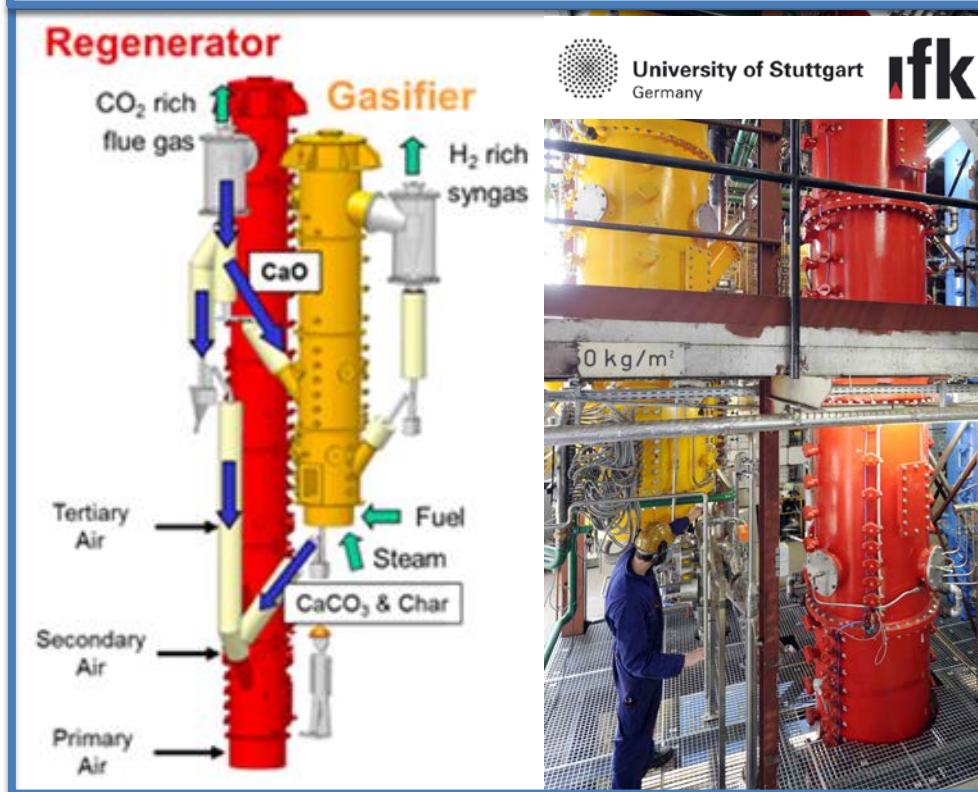 Regenerator
Gasifier
CO₂ rich
flue gas
H₂ rich
syngas
CaO
Tertiary
Air
Fuel
Steam
CaCO₃ & Char
Secondary
Air
Primary
Air
University of Stuttgart
Germany
ifk
0 kg/m²